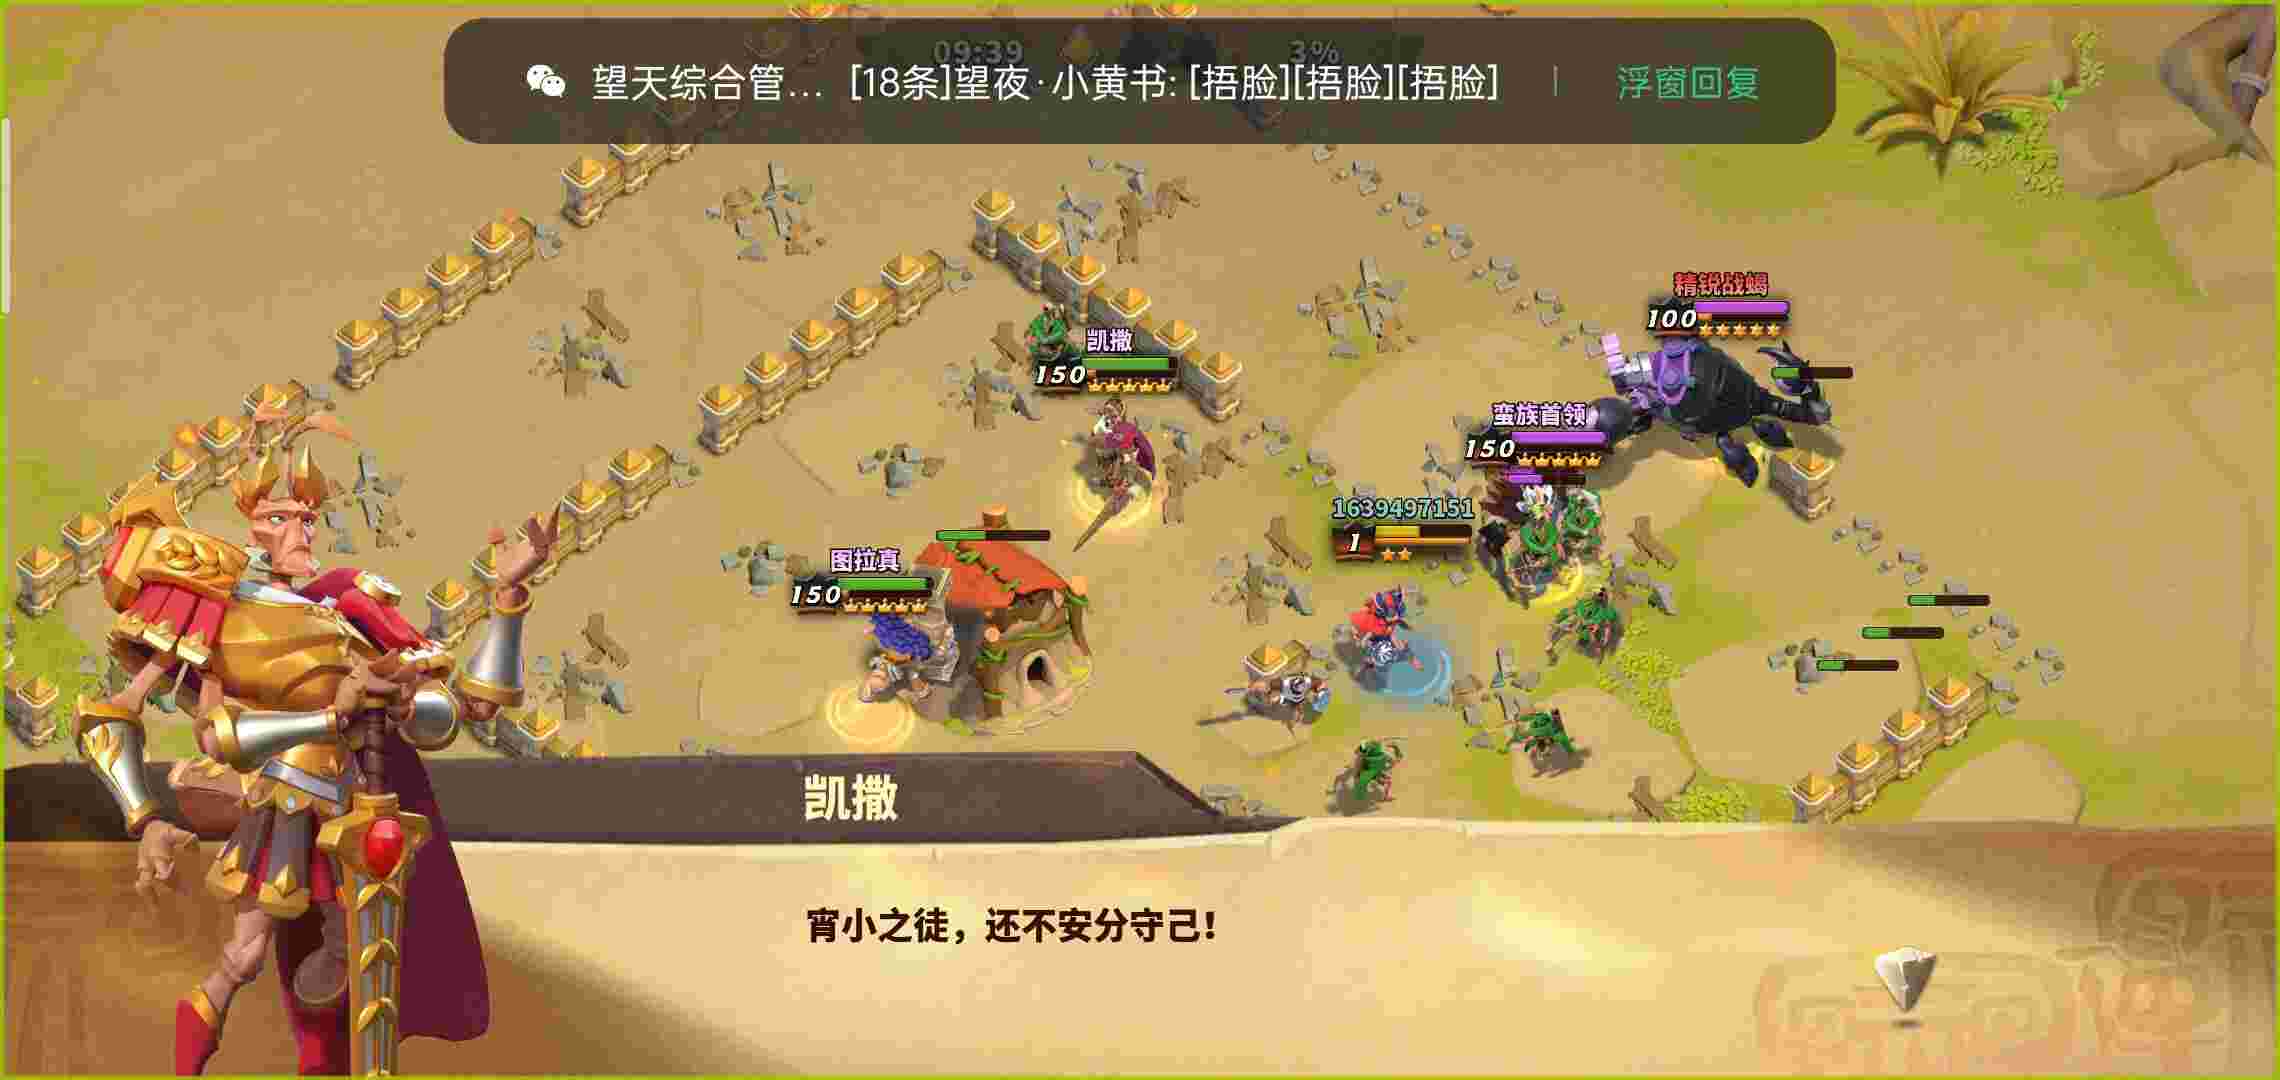 09:39
3%
望天综合管... [18条]望夜·小黄书: [捂脸][捂脸][捂脸] 浮窗回复
精锐战蝎
100
凯撒
150
蛮族首领
150
1639497151
1
图拉真
150
凯撒
宵小之徒，还不安分守己！